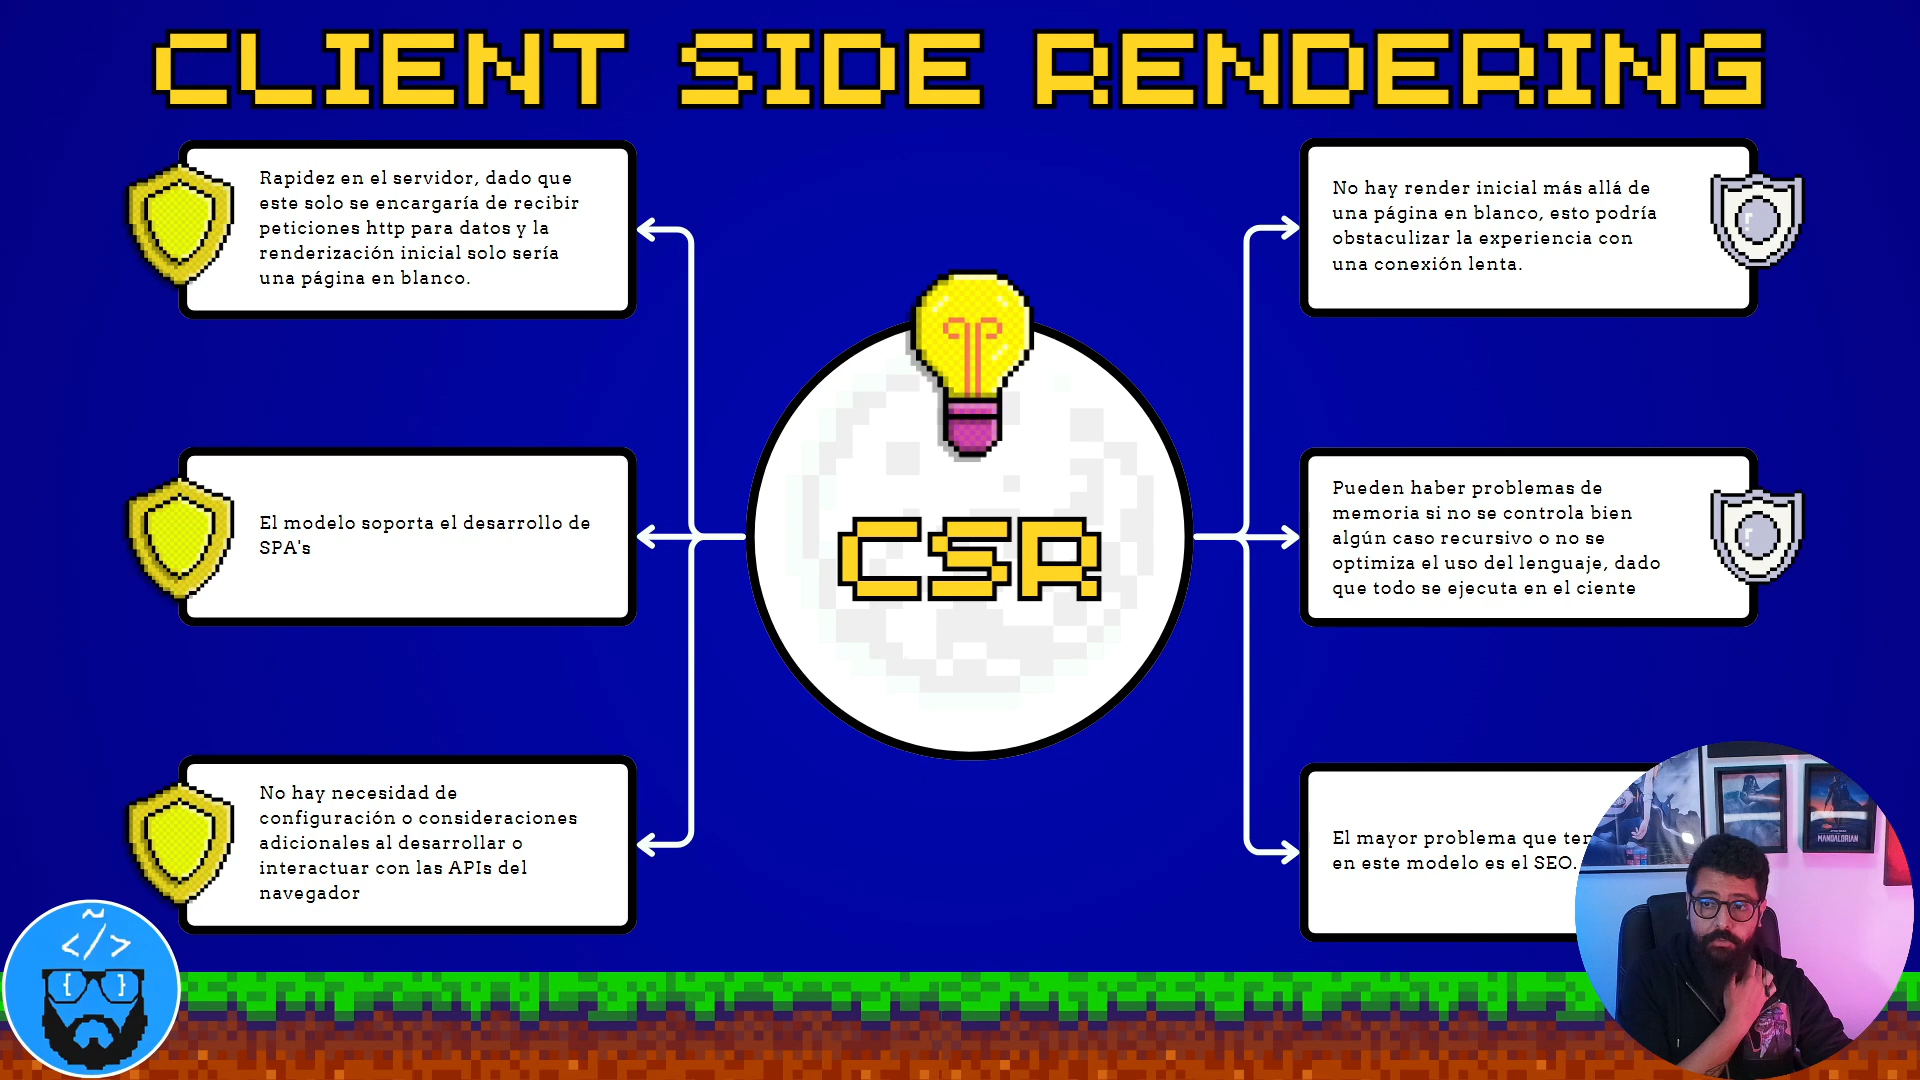 CLIENT SIDE RENDERING
Rapidez en el servidor, dado que
este solo se encargaría de recibir
peticiones http para datos y la
renderización inicial solo sería
una página en blanco.
El modelo soporta el desarrollo de
SPA's
No hay necesidad de
configuración o consideraciones
adicionales al desarrollar o
interactuar con las APIs del
navegador
CSR
No hay render inicial más allá de
una página en blanco, esto podría
obstaculizar la experiencia con
una conexión lenta.
Pueden haber problemas de
memoria si no se controla bien
algún caso recursivo o no se
optimiza el uso del lenguaje, dado
que todo se ejecuta en el ciente
El mayor problema que
en este modelo es el SEO.
~
</>
{ }
MANDALORIAN